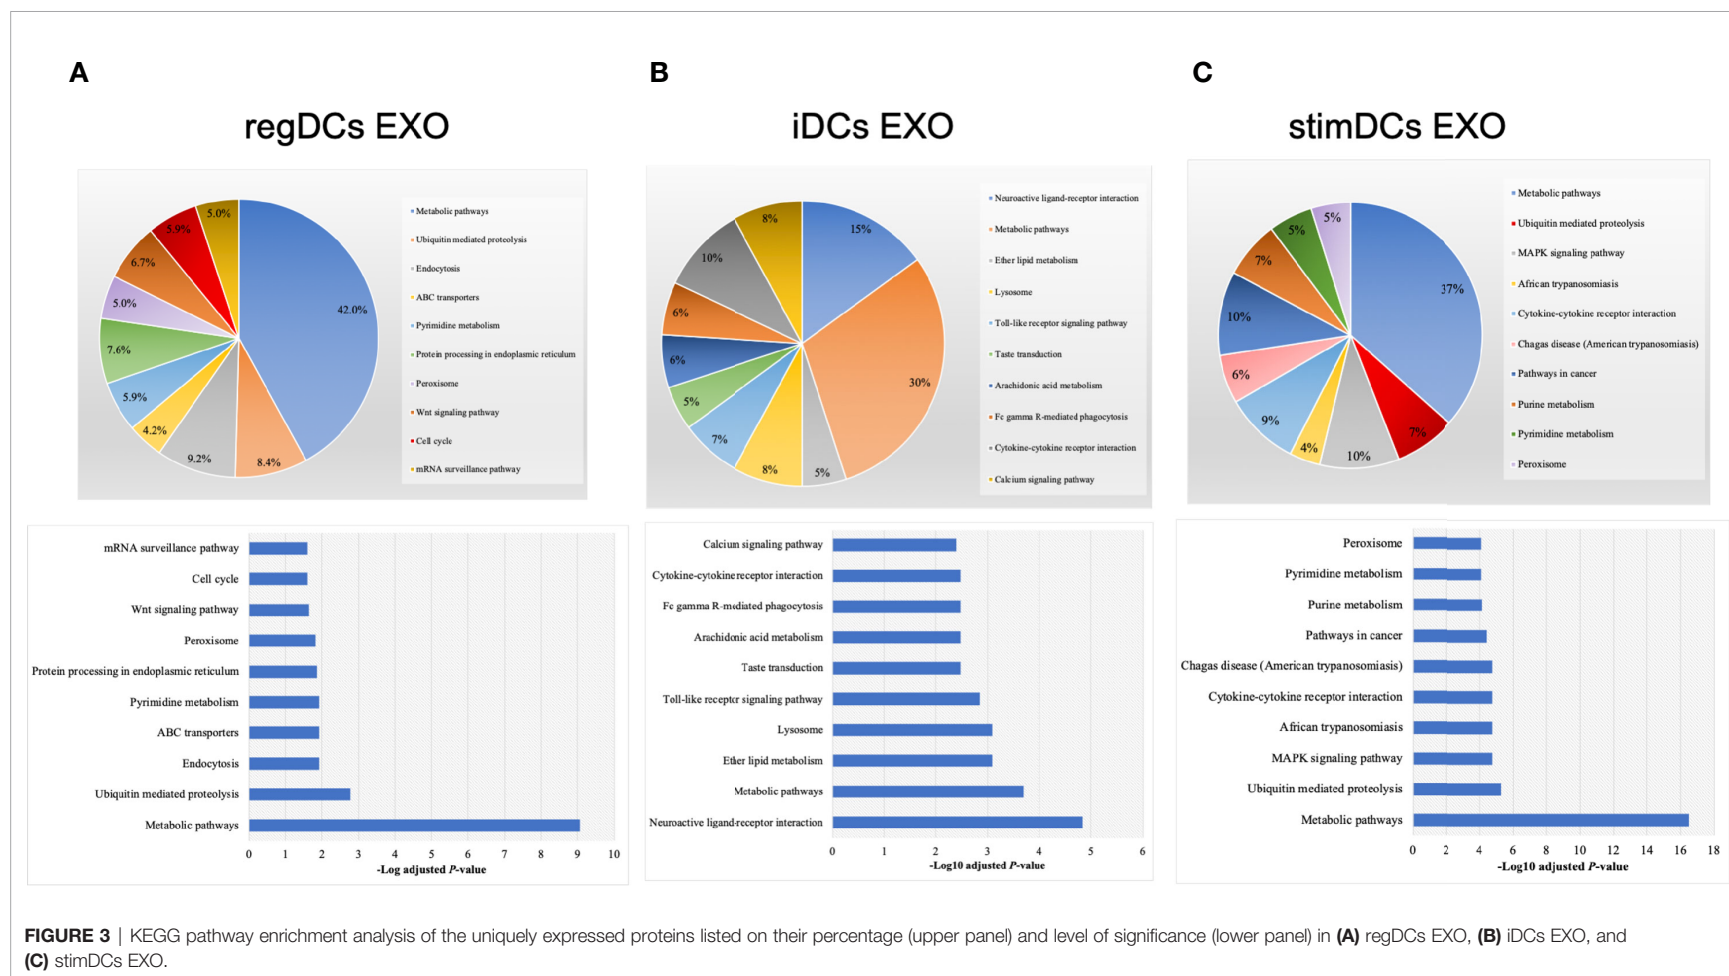 A
regDCs EXO
42.0%
8.4%
9.2%
4.2%
5.9%
7.6%
5.0%
6.7%
5.9%
5.0%
Metabolic pathways
Ubiquitin mediated proteolysis
Endocytosis
ABC transporters
Pyrimidine metabolism
Protein processing in endoplasmic reticulum
Peroxisome
Wnt signaling pathway
Cell cycle
mRNA surveillance pathway
mRNA surveillance pathway
Cell cycle
Wnt signaling pathway
Peroxisome
Protein processing in endoplasmic reticulum
Pyrimidine metabolism
ABC transporters
Endocytosis
Ubiquitin mediated proteolysis
Metabolic pathways
0 1 2 3 4 5 6 7 8 9 10
-Log adjusted P-value
B
iDCs EXO
15%
30%
5%
8%
7%
5%
6%
6%
10%
8%
Neuroactive ligand-receptor interaction
Metabolic pathways
Ether lipid metabolism
Lysosome
Toll-like receptor signaling pathway
Taste transduction
Arachidonic acid metabolism
Fc gamma R-mediated phagocytosis
Cytokine-cytokine receptor interaction
Calcium signaling pathway
Calcium signaling pathway
Cytokine-cytokine receptor interaction
Fc gamma R-mdiated phagocytosis
Arachidonic acid metabolism
Taste transduction
Toll-like receptor signaling pathway
Lysosome
Ether lipid metabolism
Metabolic pathways
Neuroactive ligand-receptor interaction
0 1 2 3 4 5 6
-Log10 adjusted P-value
C
stimDCs EXO
37%
7%
10%
4%
9%
6%
10%
7%
5%
5%
Metabolic pathways
Ubiquitin mediated proteolysis
MAPK signaling pathway
African trypanosomiasis
Cytokine-cytokine receptor interaction
Chagas disease (American trypanosomiasis)
Pathways in cancer
Purine metabolism
Pyrimidine metabolism
Peroxisome
Peroxisome
Pyrimidine metabolism
Purine metabolism
Pathways in cancer
Chagas disease (American trypanosomiasis)
Cytokine-cytokine receptor interaction
African trypanosomiasis
MAPK signaling pathway
Ubiquitin mediated proteolysis
Metabolic pathways
0 2 4 6 8 10 12 14 16 18
-Log10 adjusted P-value
FIGURE 3 | KEGG pathway enrichment analysis of the uniquely expressed proteins listed on their percentage (upper panel) and level of significance (lower panel) in (A) regDCs EXO, (B) iDCs EXO, and
(C) stimDCs EXO.